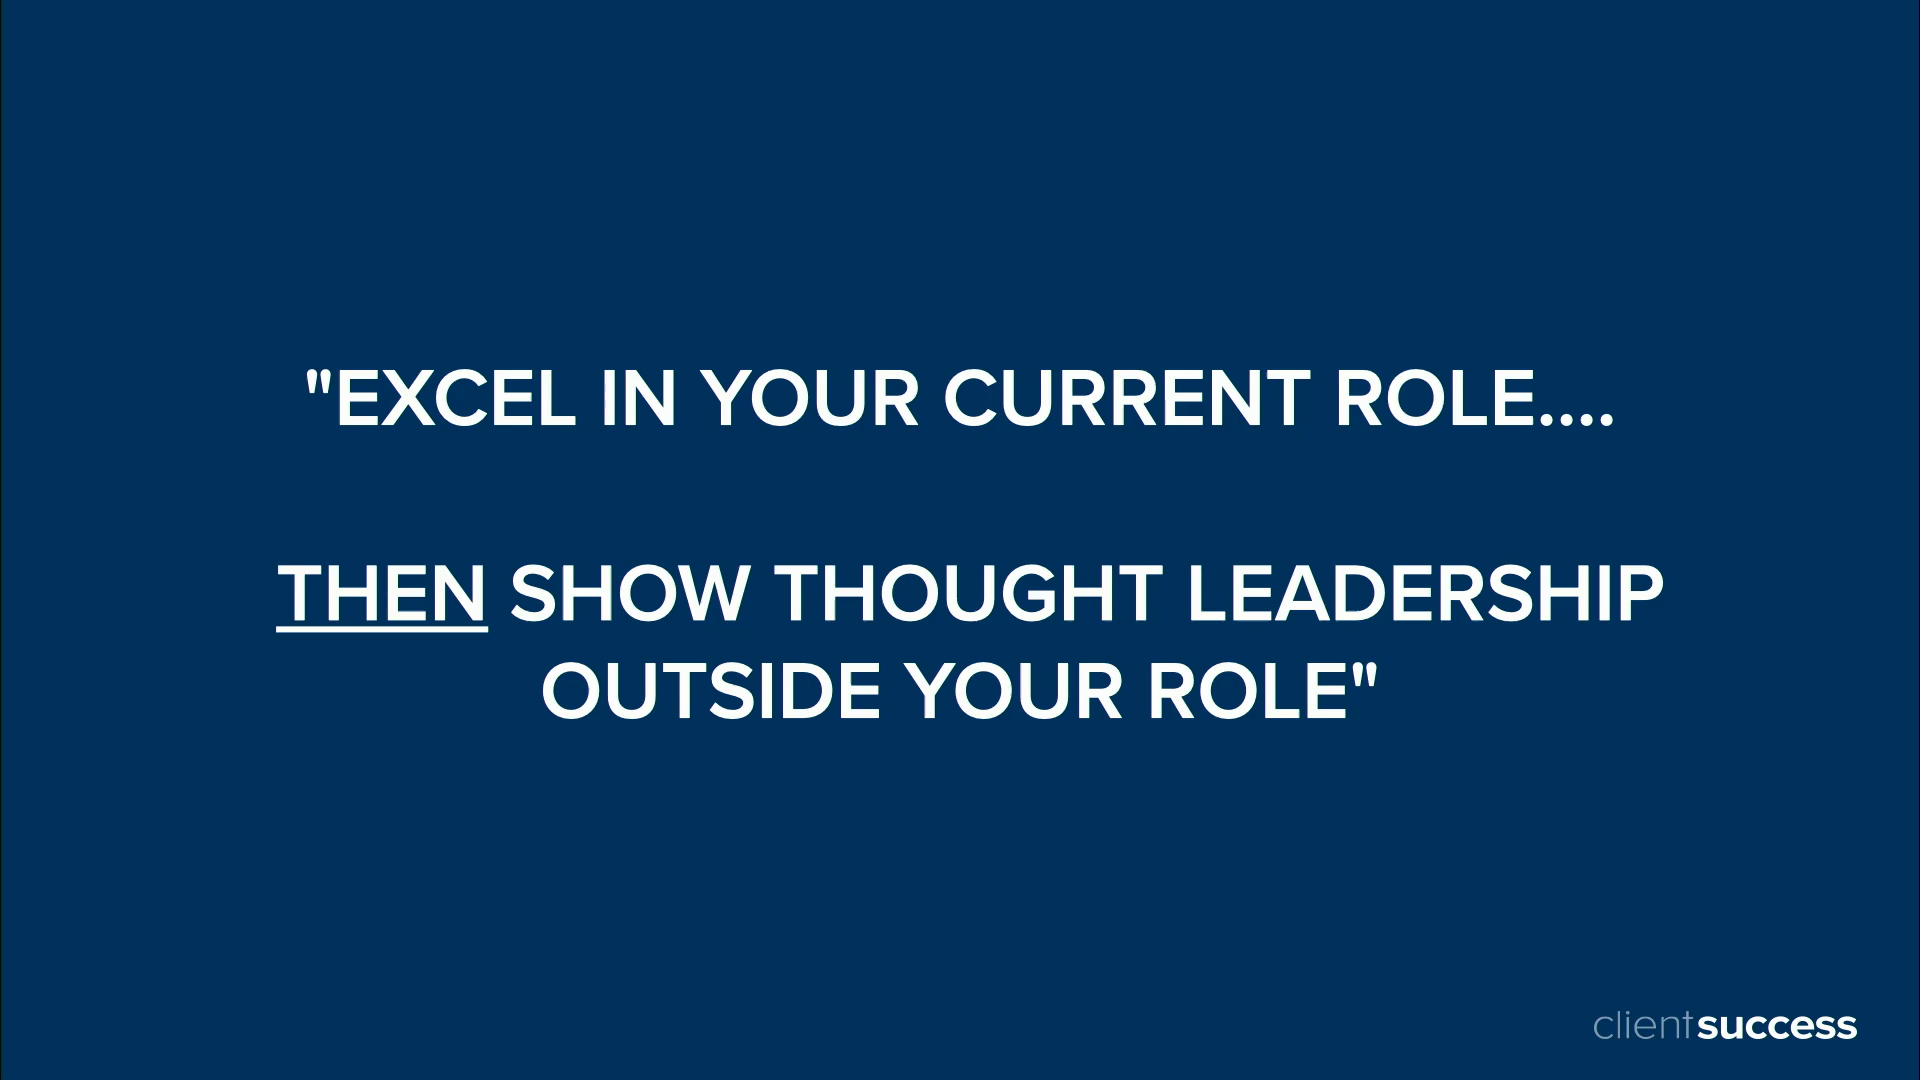 "EXCEL IN YOUR CURRENT ROLE....
THEN SHOW THOUGHT LEADERSHIP
OUTSIDE YOUR ROLE"
clientsuccess